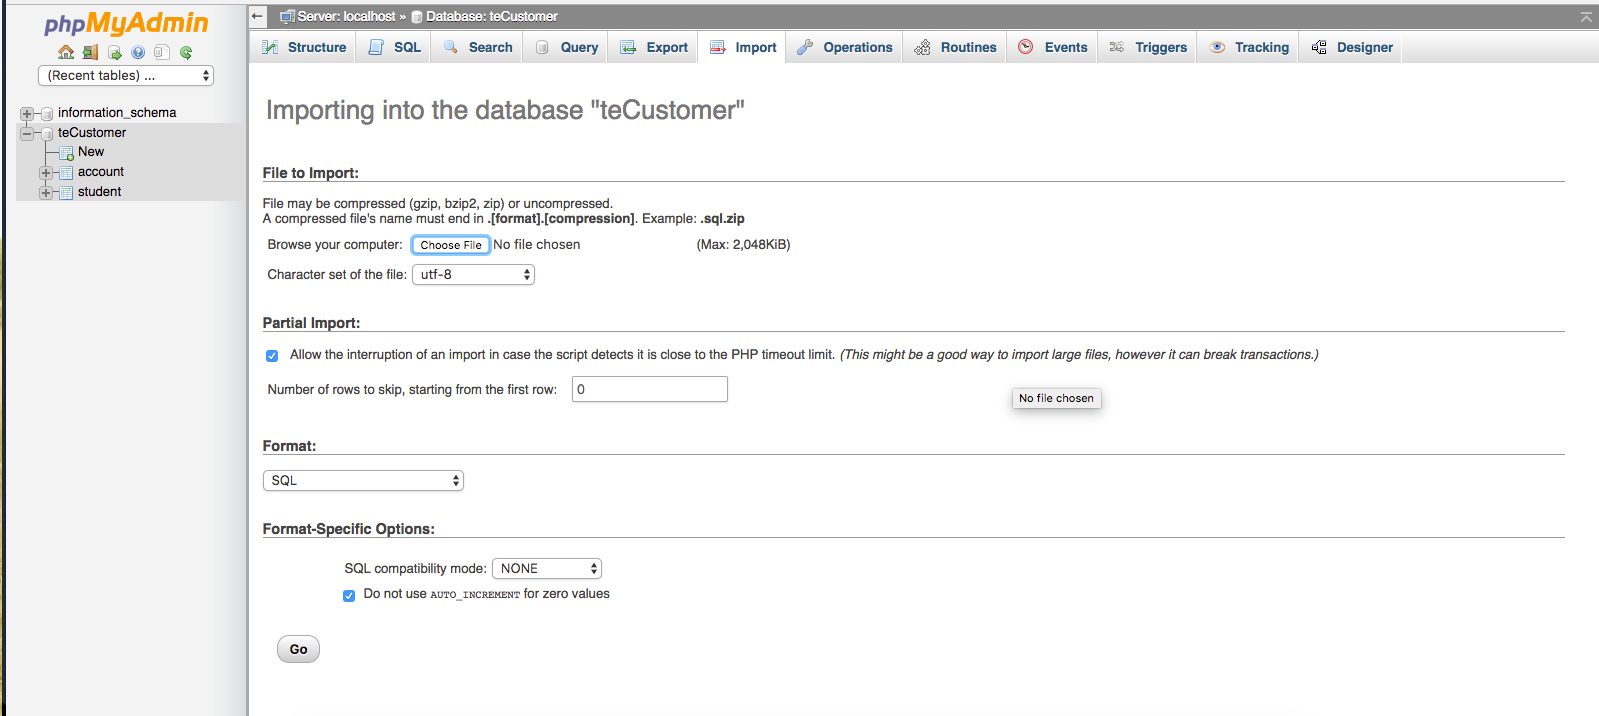 phpMyAdmin
(Recent tables) ...
information_schema
teCustomer
New
account
student
Server: localhost » Database: teCustomer
Structure SQL Search Query Export Import Operations Routines Events Triggers Tracking Designer
Importing into the database "teCustomer"
File to Import:
File may be compressed (gzip, bzip2, zip) or uncompressed.
A compressed file's name must end in .[format].[compression]. Example: .sql.zip
Browse your computer: Choose File No file chosen (Max: 2,048KiB)
Character set of the file: utf-8
Partial Import:
Allow the interruption of an import in case the script detects it is close to the PHP timeout limit. (This might be a good way to import large files, however it can break transactions.)
Number of rows to skip, starting from the first row: 0
No file chosen
Format:
SQL
Format-Specific Options:
SQL compatibility mode: NONE
Do not use AUTO_INCREMENT for zero values
Go